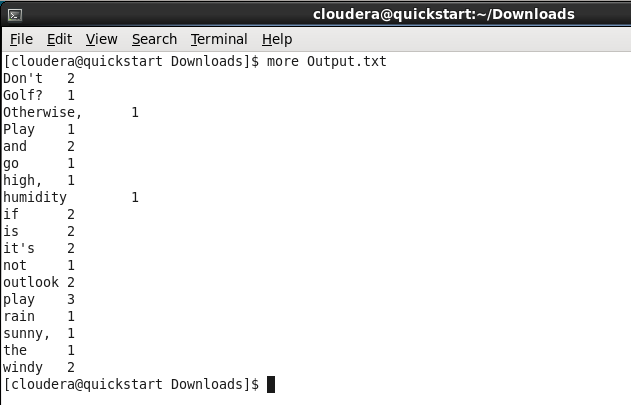 cloudera@quickstart:~/Downloads
File Edit View Search Terminal Help
[cloudera@quickstart Downloads]$ more Output.txt
Don't 2
Golf? 1
Otherwise, 1
Play 1
and 2
go 1
high, 1
humidity 1
if 2
is 2
it's 2
not 1
outlook 2
play 3
rain 1
sunny, 1
the 1
windy 2
[cloudera@quickstart Downloads]$